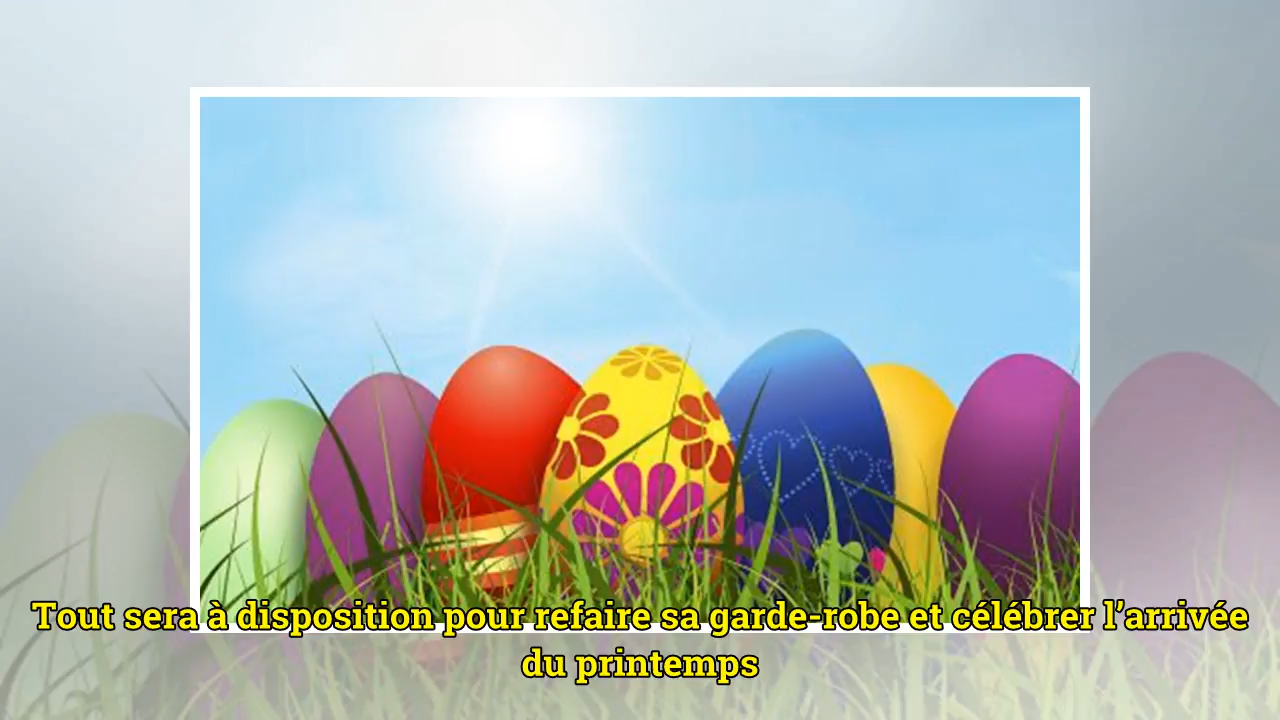 Tout sera à disposition pour refaire sa garde-robe et célébrer l’arrivée
du printemps